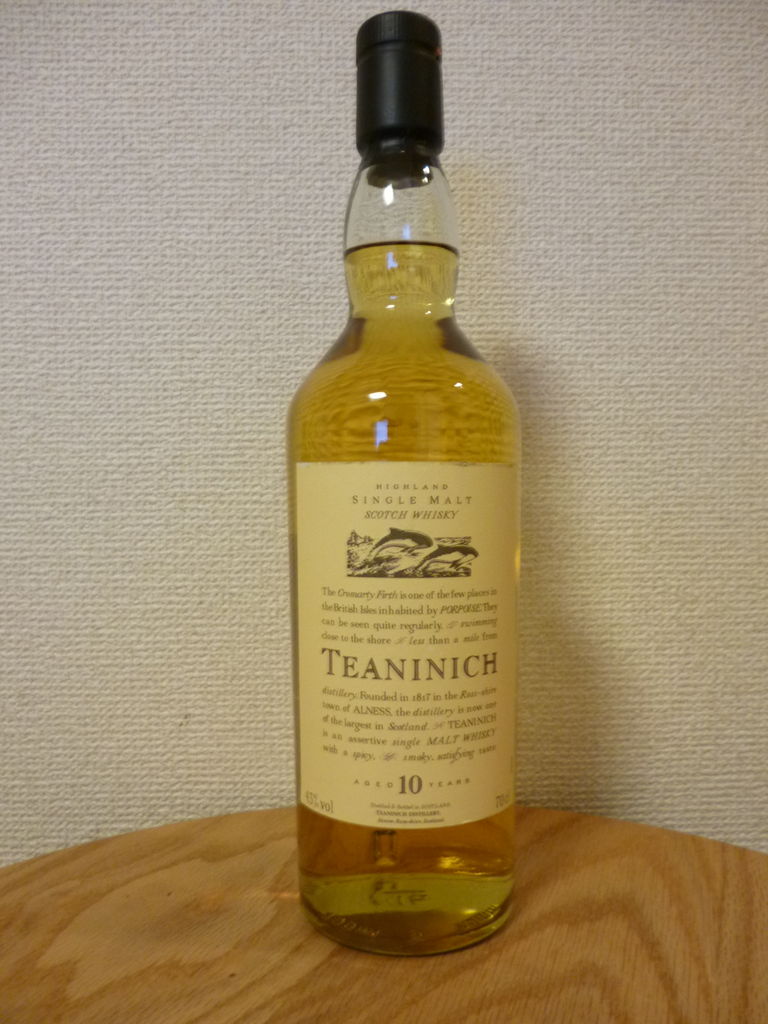 HIGHLAND
SINGLE MALT
SCOTCH WHISKY
The Cromarty Firth is one of the few places in
the British Isles inhabited by PORPOISE. They
can be seen quite regularly, swimming
close to the shore less than a mile from
TEANINICH
distillery. Founded in 1817 in the Ross-shire
town of ALNESS, the distillery is now one
of the largest in Scotland. TEANINICH
is an assertive single MALT WHISKY
with a spicy, smoky, satisfying taste.
AGED 10 YEARS
43% vol
70cl
Distilled & Bottled in SCOTLAND.
TEANINICH DISTILLERY,
Alness, Ross-shire, Scotland.